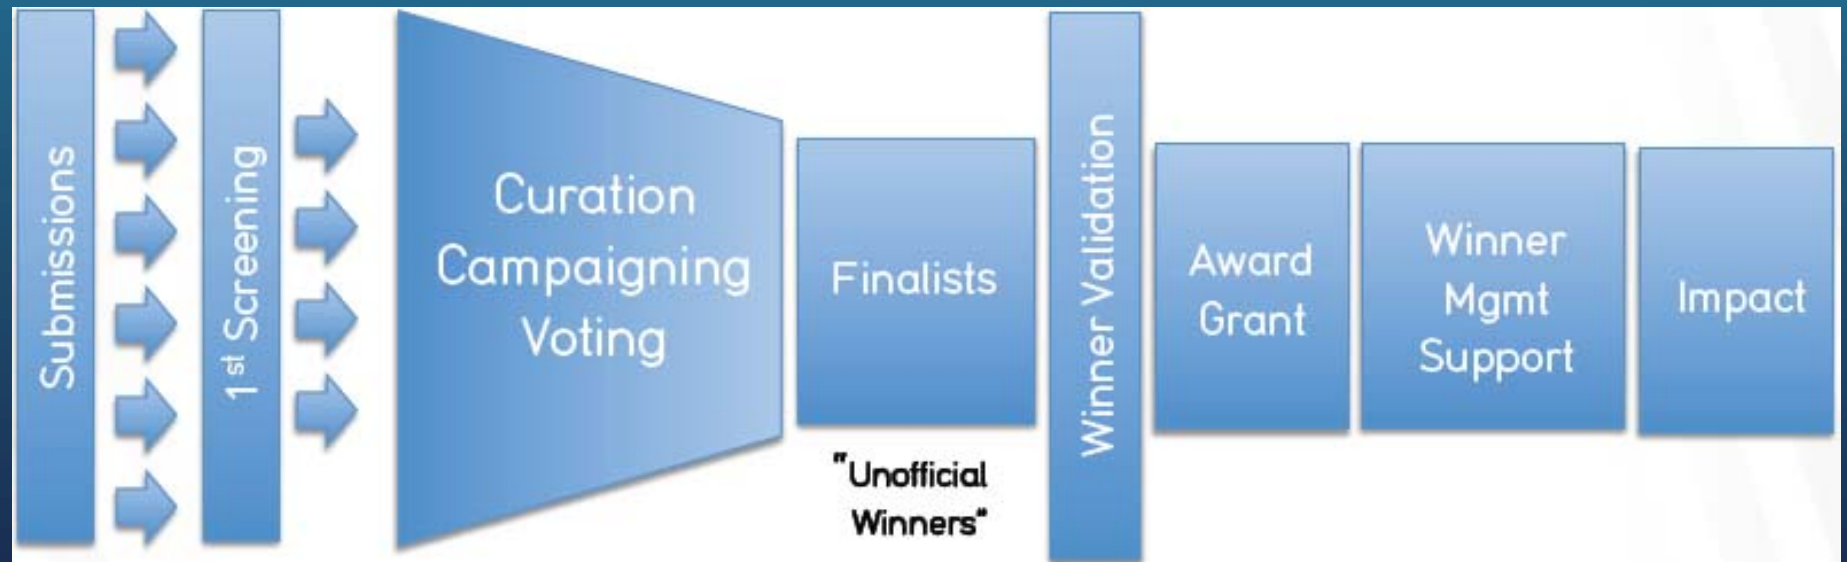 Submissions
1st Screening
Curation
Campaigning
Voting
Finalists
"Unofficial
Winners"
Winner Validation
Award
Grant
Winner
Mgmt
Support
Impact